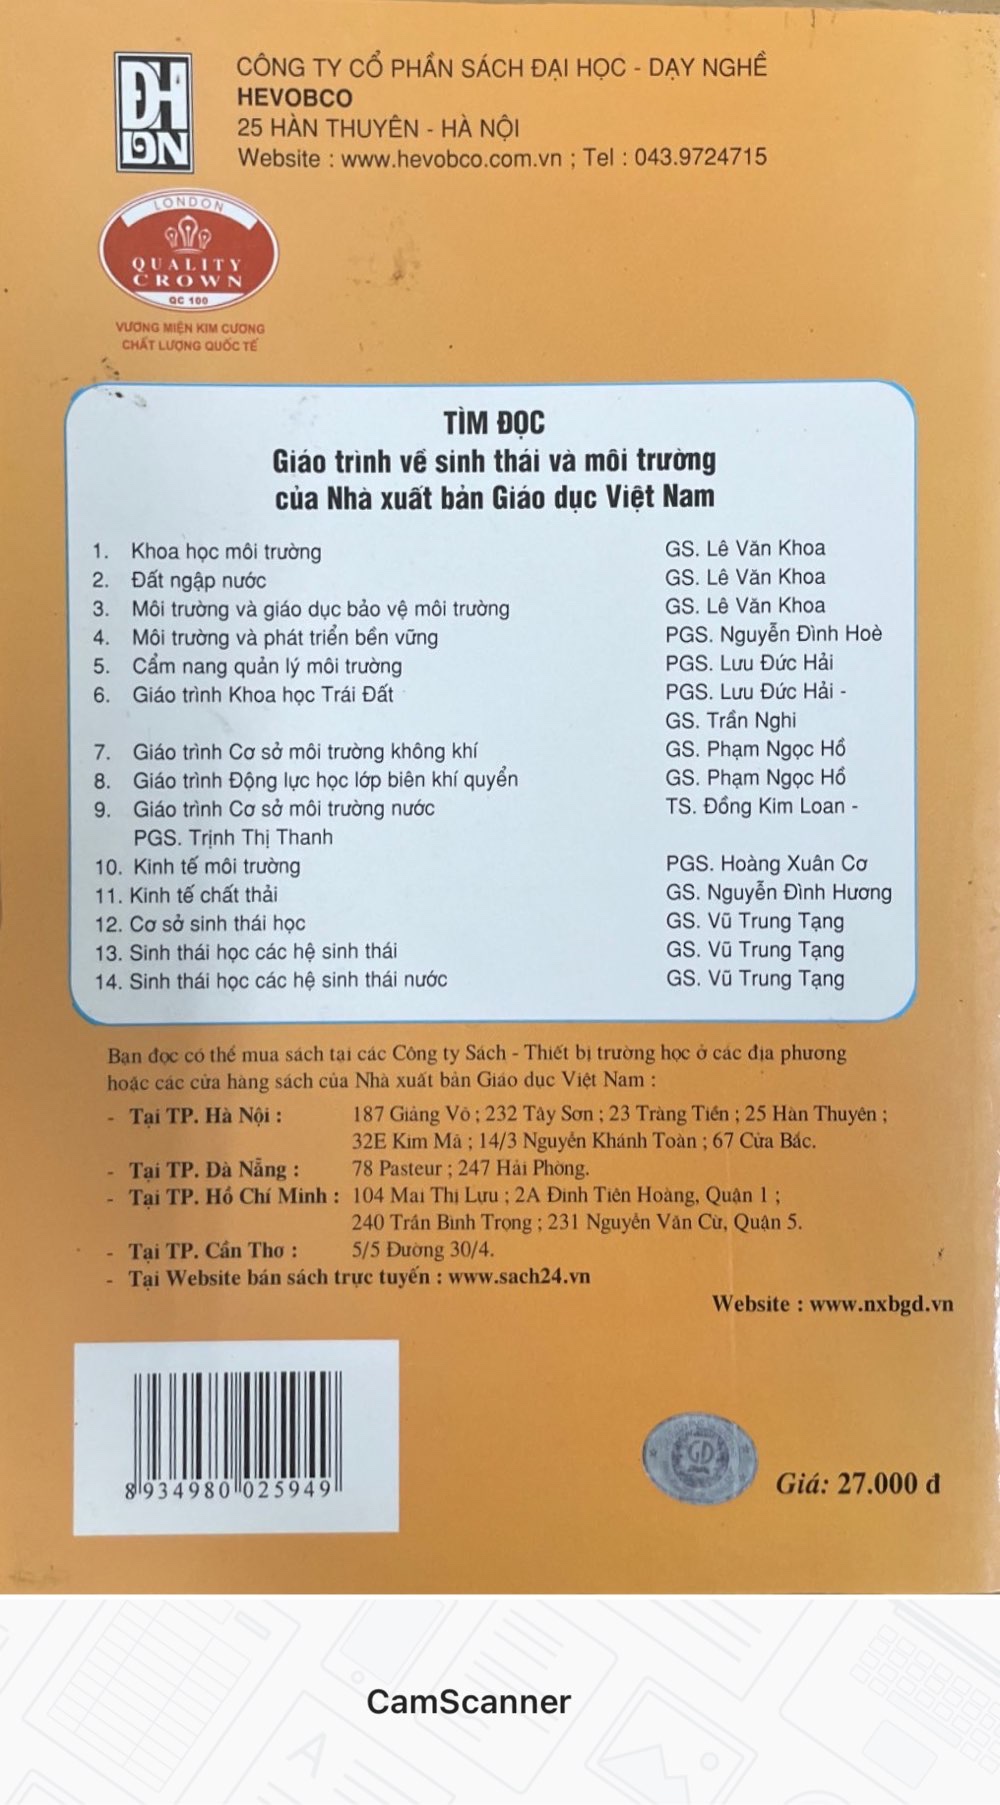 ĐH
DN
CÔNG TY CỔ PHẦN SÁCH ĐẠI HỌC - DẠY NGHỀ
HEVOBCO
25 HÀN THUYÊN - HÀ NỘI
Website : www.hevobco.com.vn ; Tel : 043.9724715
LONDON
QUALITY
CROWN
QC 100
VƯƠNG MIỆN KIM CƯƠNG
CHẤT LƯỢNG QUỐC TẾ
TÌM ĐỌC
Giáo trình về sinh thái và môi trường
của Nhà xuất bản Giáo dục Việt Nam
1. Khoa học môi trường GS. Lê Văn Khoa
2. Đất ngập nước GS. Lê Văn Khoa
3. Môi trường và giáo dục bảo vệ môi trường GS. Lê Văn Khoa
4. Môi trường và phát triển bền vững PGS. Nguyễn Đình Hoè
5. Cẩm nang quản lý môi trường PGS. Lưu Đức Hải
6. Giáo trình Khoa học Trái Đất PGS. Lưu Đức Hải -
GS. Trần Nghi
7. Giáo trình Cơ sở môi trường không khí GS. Phạm Ngọc Hồ
8. Giáo trình Động lực học lớp biên khí quyển GS. Phạm Ngọc Hồ
9. Giáo trình Cơ sở môi trường nước TS. Đồng Kim Loan -
PGS. Trịnh Thị Thanh
10. Kinh tế môi trường PGS. Hoàng Xuân Cơ
11. Kinh tế chất thải GS. Nguyễn Đình Hương
12. Cơ sở sinh thái học GS. Vũ Trung Tạng
13. Sinh thái học các hệ sinh thái GS. Vũ Trung Tạng
14. Sinh thái học các hệ sinh thái nước GS. Vũ Trung Tạng
Bạn đọc có thể mua sách tại các Công ty Sách - Thiết bị trường học ở các địa phương
hoặc các cửa hàng sách của Nhà xuất bản Giáo dục Việt Nam :
- Tại TP. Hà Nội : 187 Giảng Võ ; 232 Tây Sơn ; 23 Tràng Tiền ; 25 Hàn Thuyên ;
32E Kim Mã ; 14/3 Nguyễn Khánh Toàn ; 67 Cửa Bắc.
- Tại TP. Đà Nẵng : 78 Pasteur ; 247 Hải Phòng.
- Tại TP. Hồ Chí Minh : 104 Mai Thị Lựu ; 2A Đinh Tiên Hoàng, Quận 1 ;
240 Trần Bình Trọng ; 231 Nguyễn Văn Cừ, Quận 5.
- Tại TP. Cần Thơ : 5/5 Đường 30/4.
- Tại Website bán sách trực tuyến : www.sach24.vn
Website : www.nxbgd.vn
8 934980 025949
GD
Giá: 27.000 đ
CamScanner